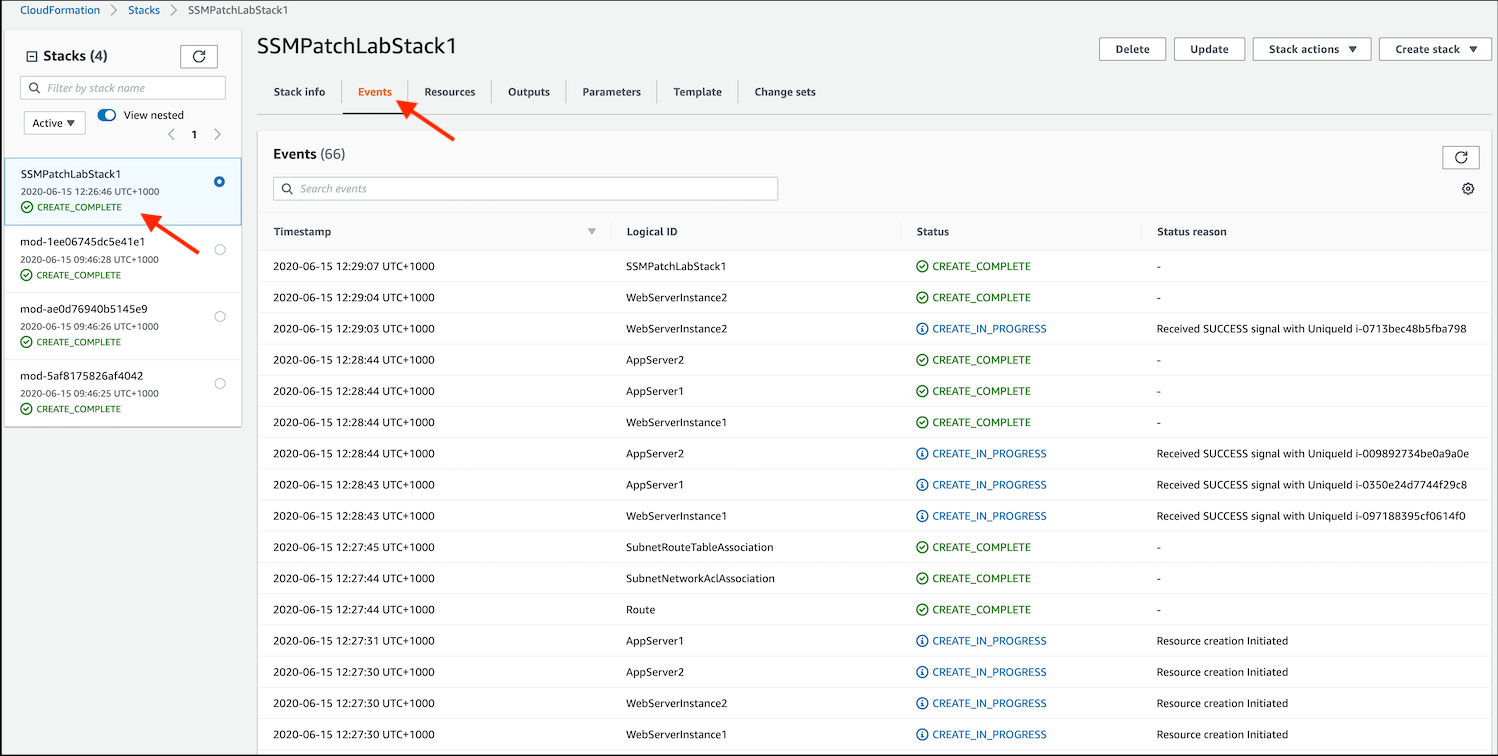 CloudFormation > Stacks > SSMPatchLabStack1
Stacks (4)
Filter by stack name
Active
View nested
1
SSMPatchLabStack1
2020-06-15 12:26:46 UTC+1000
CREATE_COMPLETE
mod-1ee06745dc5e41e1
2020-06-15 09:46:28 UTC+1000
CREATE_COMPLETE
mod-ae0d76940b5145e9
2020-06-15 09:46:26 UTC+1000
CREATE_COMPLETE
mod-5af8175826af4042
2020-06-15 09:46:25 UTC+1000
CREATE_COMPLETE
SSMPatchLabStack1
Delete Update Stack actions Create stack
Stack info Events Resources Outputs Parameters Template Change sets
Events (66)
Search events
Timestamp Logical ID Status Status reason
2020-06-15 12:29:07 UTC+1000 SSMPatchLabStack1 CREATE_COMPLETE -
2020-06-15 12:29:04 UTC+1000 WebServerInstance2 CREATE_COMPLETE -
2020-06-15 12:29:03 UTC+1000 WebServerInstance2 CREATE_IN_PROGRESS Received SUCCESS signal with UniqueId i-0713bec48b5fba798
2020-06-15 12:28:44 UTC+1000 AppServer2 CREATE_COMPLETE -
2020-06-15 12:28:44 UTC+1000 AppServer1 CREATE_COMPLETE -
2020-06-15 12:28:44 UTC+1000 WebServerInstance1 CREATE_COMPLETE -
2020-06-15 12:28:44 UTC+1000 AppServer2 CREATE_IN_PROGRESS Received SUCCESS signal with UniqueId i-009892734be0a9a0e
2020-06-15 12:28:43 UTC+1000 AppServer1 CREATE_IN_PROGRESS Received SUCCESS signal with UniqueId i-0350e24d7744f29c8
2020-06-15 12:28:43 UTC+1000 WebServerInstance1 CREATE_IN_PROGRESS Received SUCCESS signal with UniqueId i-097188395cf0614f0
2020-06-15 12:27:45 UTC+1000 SubnetRouteTableAssociation CREATE_COMPLETE -
2020-06-15 12:27:44 UTC+1000 SubnetNetworkAclAssociation CREATE_COMPLETE -
2020-06-15 12:27:44 UTC+1000 Route CREATE_COMPLETE -
2020-06-15 12:27:31 UTC+1000 AppServer1 CREATE_IN_PROGRESS Resource creation Initiated
2020-06-15 12:27:30 UTC+1000 AppServer2 CREATE_IN_PROGRESS Resource creation Initiated
2020-06-15 12:27:30 UTC+1000 WebServerInstance2 CREATE_IN_PROGRESS Resource creation Initiated
2020-06-15 12:27:30 UTC+1000 WebServerInstance1 CREATE_IN_PROGRESS Resource creation Initiated